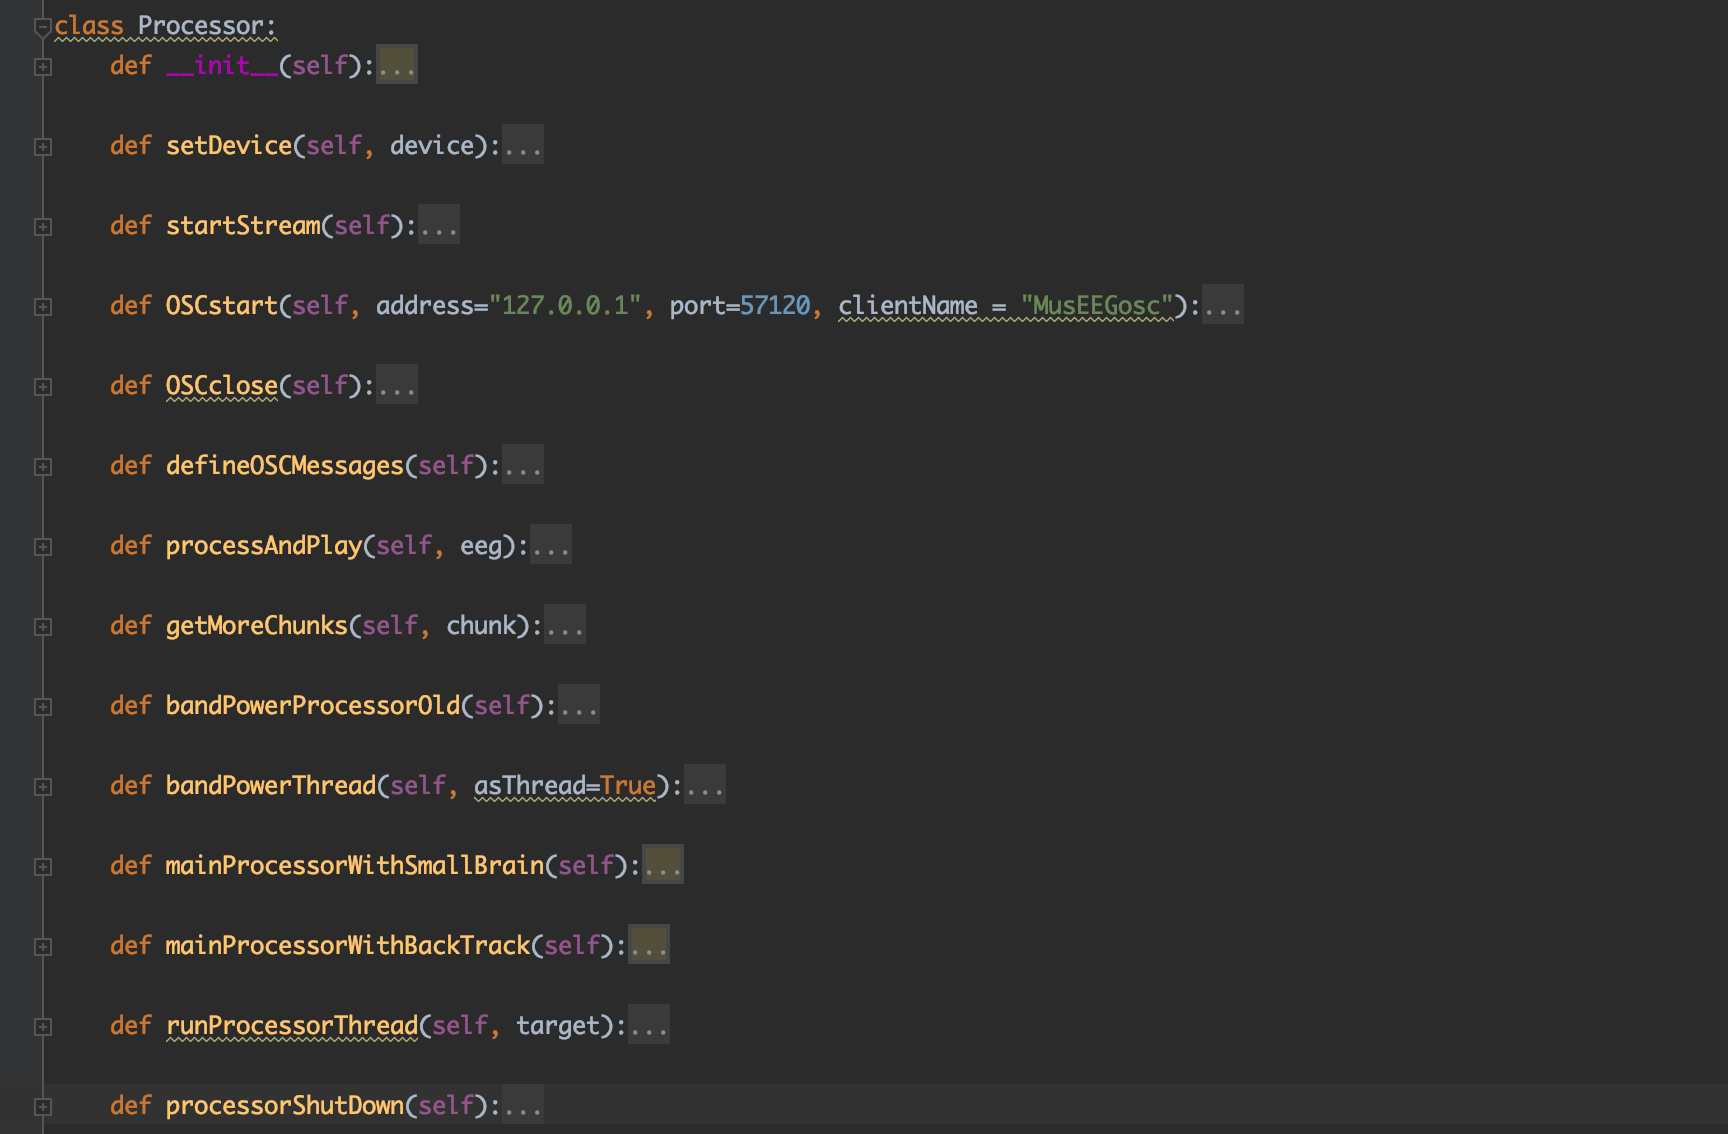 class Processor:
def __init__(self):...
def setDevice(self, device):...
def startStream(self):...
def OSCstart(self, address="127.0.0.1", port=57120, clientName = "MusEEGosc"):...
def OSCclose(self):...
def defineOSCMessages(self):...
def processAndPlay(self, eeg):...
def getMoreChunks(self, chunk):...
def bandPowerProcessorOld(self):...
def bandPowerThread(self, asThread=True):...
def mainProcessorWithSmallBrain(self):...
def mainProcessorWithBackTrack(self):...
def runProcessorThread(self, target):...
def processorShutDown(self):...